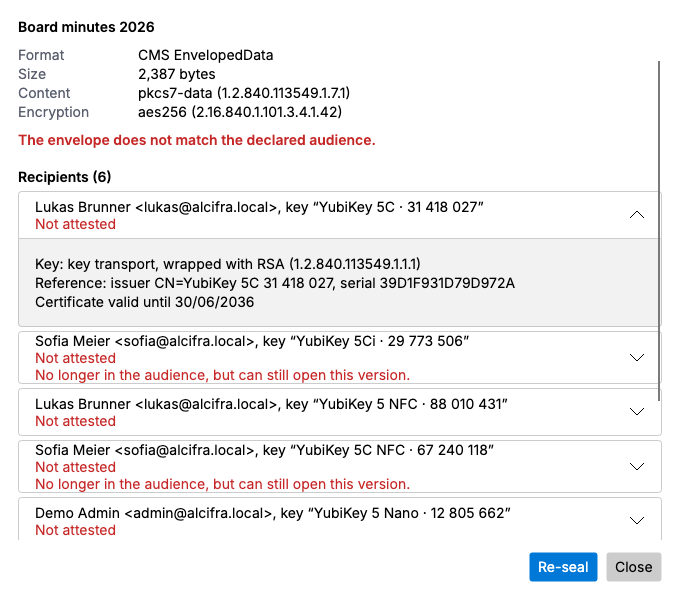 Board minutes 2026
Format CMS EnvelopedData
Size 2,387 bytes
Content pkcs7-data (1.2.840.113549.1.7.1)
Encryption aes256 (2.16.840.1.101.3.4.1.42)
The envelope does not match the declared audience.
Recipients (6)
Lukas Brunner <lukas@alcifra.local>, key “YubiKey 5C · 31 418 027”
Not attested
Key: key transport, wrapped with RSA (1.2.840.113549.1.1.1)
Reference: issuer CN=YubiKey 5C 31 418 027, serial 39D1F931D79D972A
Certificate valid until 30/06/2036
Sofia Meier <sofia@alcifra.local>, key “YubiKey 5Ci · 29 773 506”
Not attested
No longer in the audience, but can still open this version.
Lukas Brunner <lukas@alcifra.local>, key “YubiKey 5 NFC · 88 010 431”
Not attested
Sofia Meier <sofia@alcifra.local>, key “YubiKey 5C NFC · 67 240 118”
Not attested
No longer in the audience, but can still open this version.
Demo Admin <admin@alcifra.local>, key “YubiKey 5 Nano · 12 805 662”
Not attested
Re-seal Close